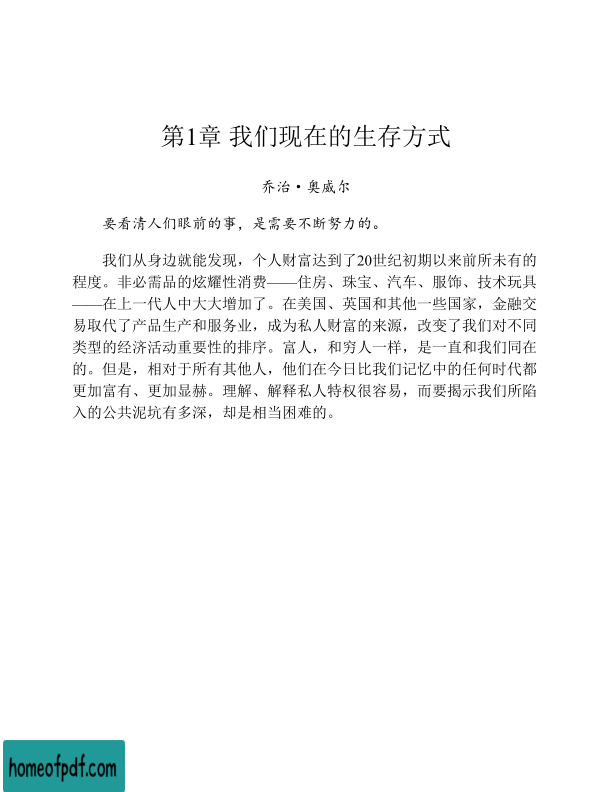 第1章 我们现在的生存方式
乔治·奥威尔
要看清人们眼前的事，是需要不断努力的。
我们从身边就能发现，个人财富达到了20世纪初期以来前所未有的
程度。非必需品的炫耀性消费——住房、珠宝、汽车、服饰、技术玩具
——在上一代人中大大增加了。在美国、英国和其他一些国家，金融交
易取代了产品生产和服务业，成为私人财富的来源，改变了我们对不同
类型的经济活动重要性的排序。富人，和穷人一样，是一直和我们同在
的。但是，相对于所有其他人，他们在今日比我们记忆中的任何时代都
更加富有、更加显赫。理解、解释私人特权很容易，而要揭示我们所陷
入的公共泥坑有多深，却是相当困难的。
homeofpdf.com